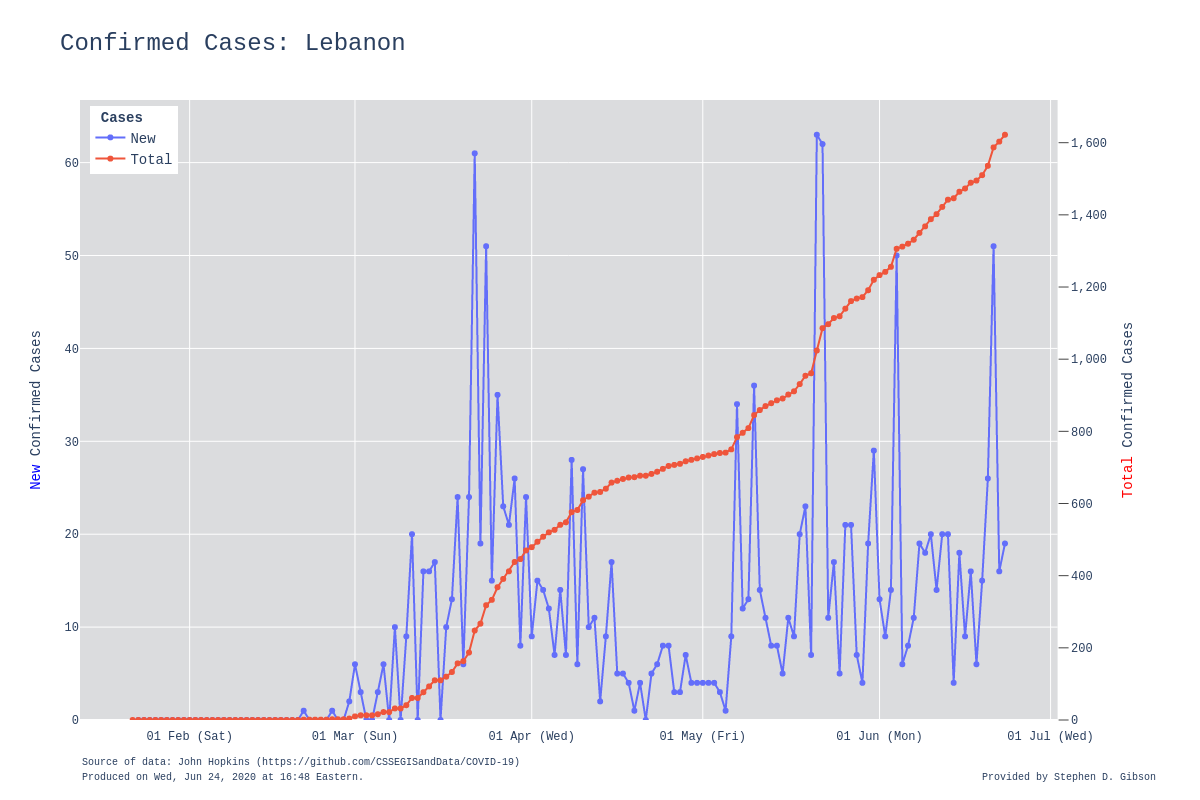 Confirmed Cases: Lebanon
Cases
New
Total
60
50
40
30
20
10
0
1,600
1,400
1,200
1,000
800
600
400
200
0
New Confirmed Cases
Total Confirmed Cases
01 Feb (Sat)
01 Mar (Sun)
01 Apr (Wed)
01 May (Fri)
01 Jun (Mon)
01 Jul (Wed)
Source of data: John Hopkins (https://github.com/CSSEGISandData/COVID-19)
Produced on Wed, Jun 24, 2020 at 16:48 Eastern.
Provided by Stephen D. Gibson